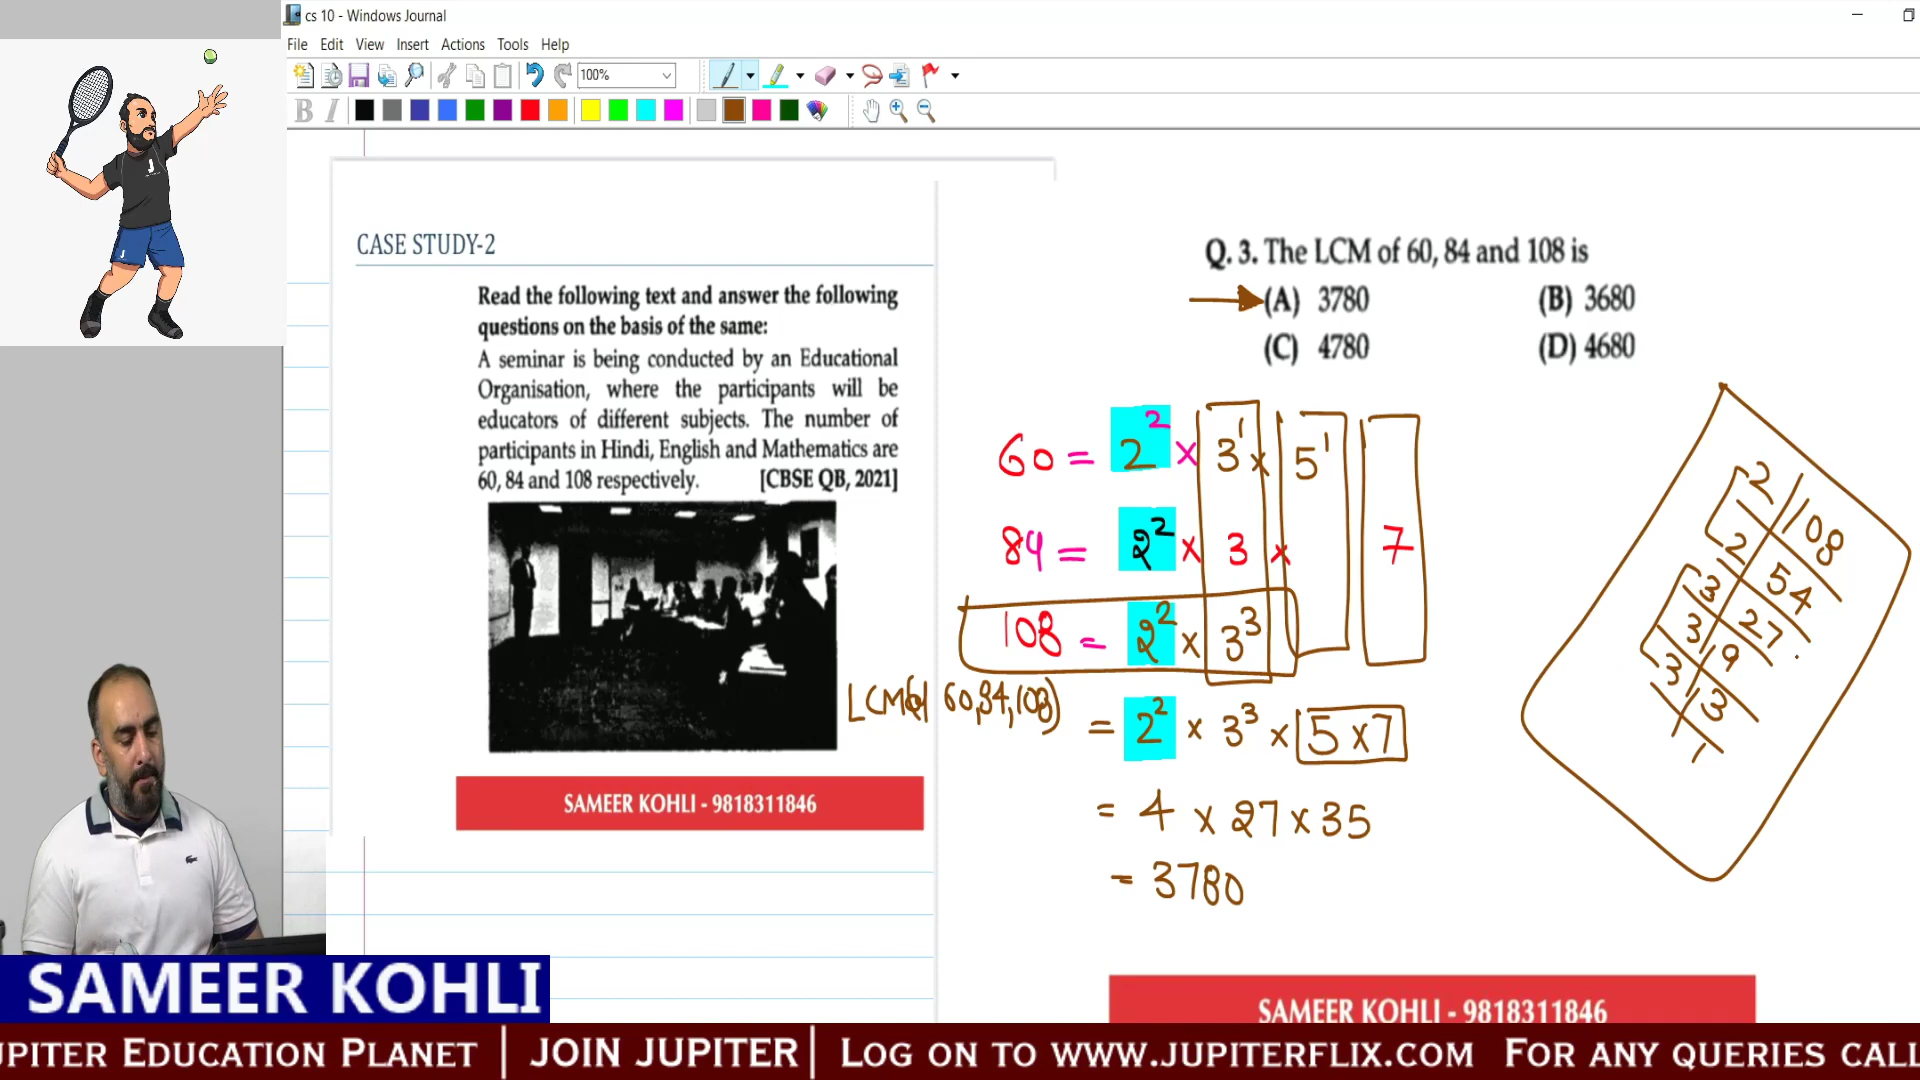 cs 10 - Windows Journal
File Edit View Insert Actions Tools Help
100%
B I
J
CASE STUDY-2
Read the following text and answer the following
questions on the basis of the same:
A seminar is being conducted by an Educational
Organisation, where the participants will be
educators of different subjects. The number of
participants in Hindi, English and Mathematics are
60, 84 and 108 respectively. [CBSE QB, 2021]
SAMEER KOHLI - 9818311846
Q. 3. The LCM of 60, 84 and 108 is
(A) 3780 (B) 3680
(C) 4780 (D) 4680
60 = 2² × 3¹ × 5¹
84 = 2² × 3 × 7
108 = 2² × 3³
LCM(of 60,84,108) = 2² × 3³ × 5×7
= 4 × 27 × 35
= 3780
2 108
2 54
3 27
3 9
3 3
1
SAMEER KOHLI - 9818311846
SAMEER KOHLI
UPITER EDUCATION PLANET | JOIN JUPITER | LOG ON TO WWW.JUPITERFLIX.COM FOR ANY QUERIES CALL